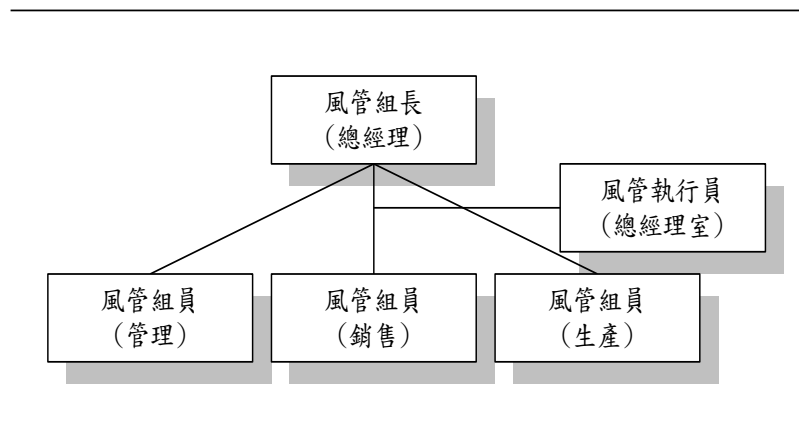 風管組長
（總經理）
風管執行員
（總經理室）
風管組員
（管理）
風管組員
（銷售）
風管組員
（生產）